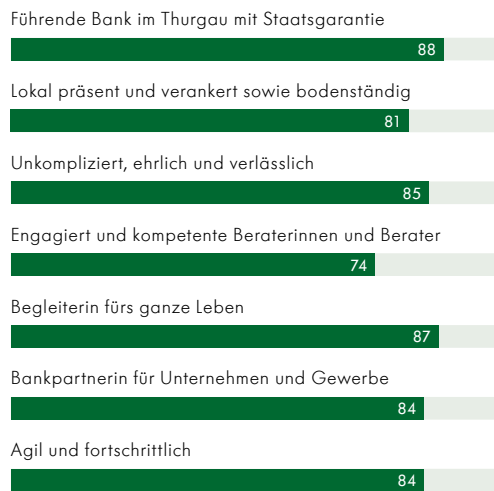 Führende Bank im Thurgau mit Staatsgarantie
88
Lokal präsent und verankert sowie bodenständig
81
Unkompliziert, ehrlich und verlässlich
85
Engagiert und kompetente Beraterinnen und Berater
74
Begleiterin fürs ganze Leben
87
Bankpartnerin für Unternehmen und Gewerbe
84
Agil und fortschrittlich
84